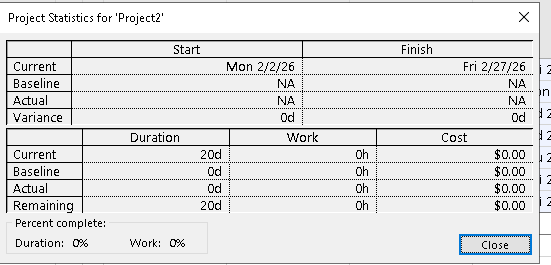 Project Statistics for 'Project2'
Start Finish
Current Mon 2/2/26 Fri 2/27/26
Baseline NA NA
Actual NA NA
Variance 0d 0d
Duration Work Cost
Current 20d 0h $0.00
Baseline 0d 0h $0.00
Actual 0d 0h $0.00
Remaining 20d 0h $0.00
Percent complete:
Duration: 0% Work: 0%
Close